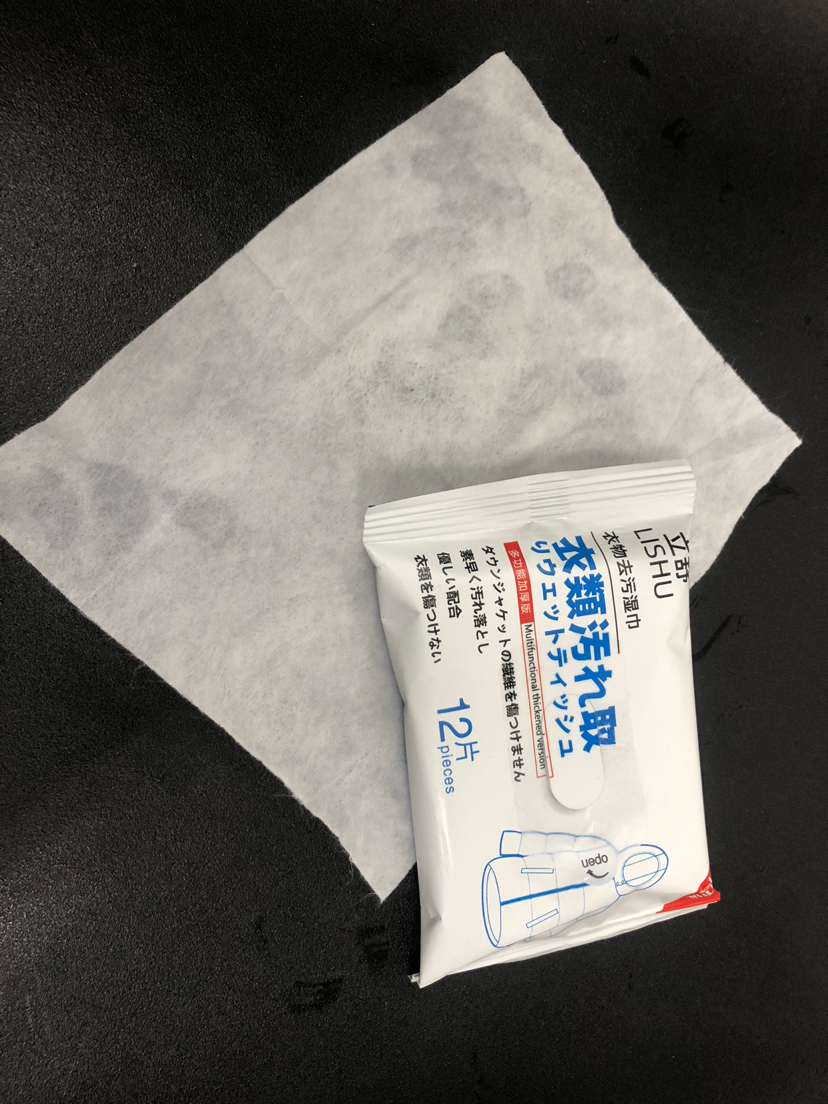 立舒
LISHU
衣物去污湿巾
衣類汚れ取
りウエットティッシュ
多功能加厚版 Multifunctional thickened version
ダウンジャケットの繊維を傷つけません
素早く汚れ落とし
優しい配合
衣類を傷つけない
12片
pieces
open